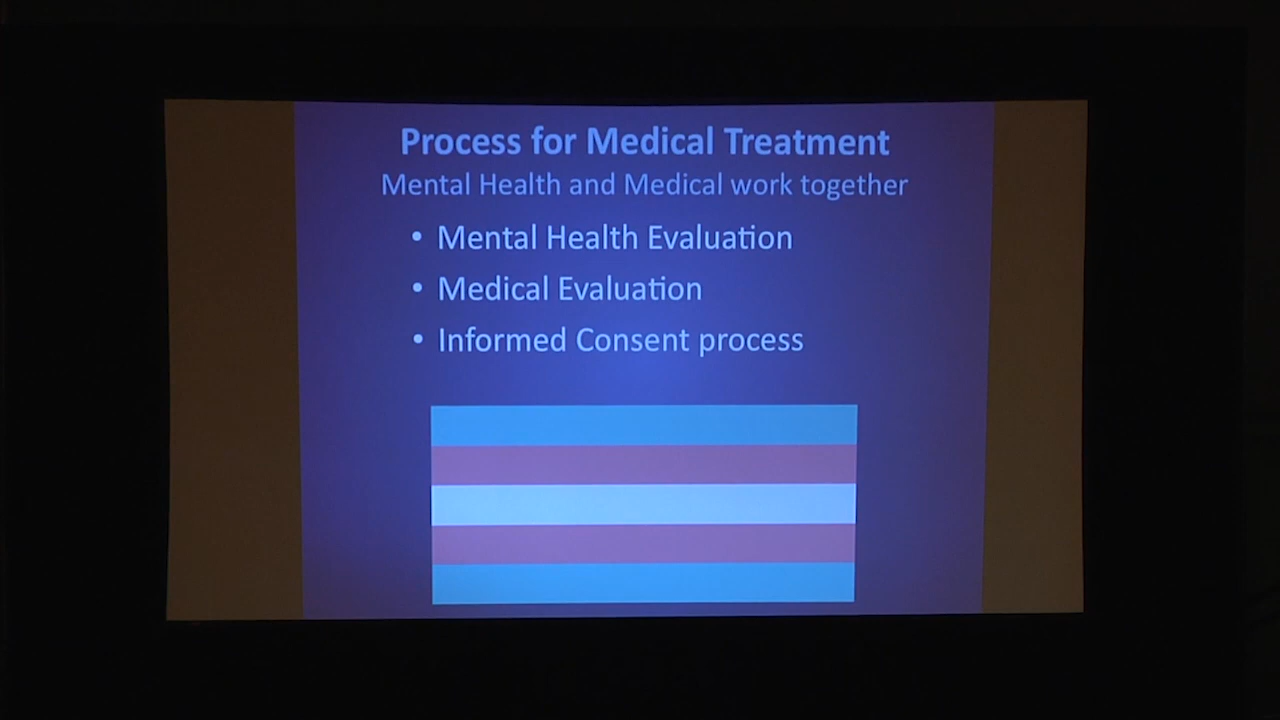 Process for Medical Treatment
Mental Health and Medical work together
• Mental Health Evaluation
• Medical Evaluation
• Informed Consent process